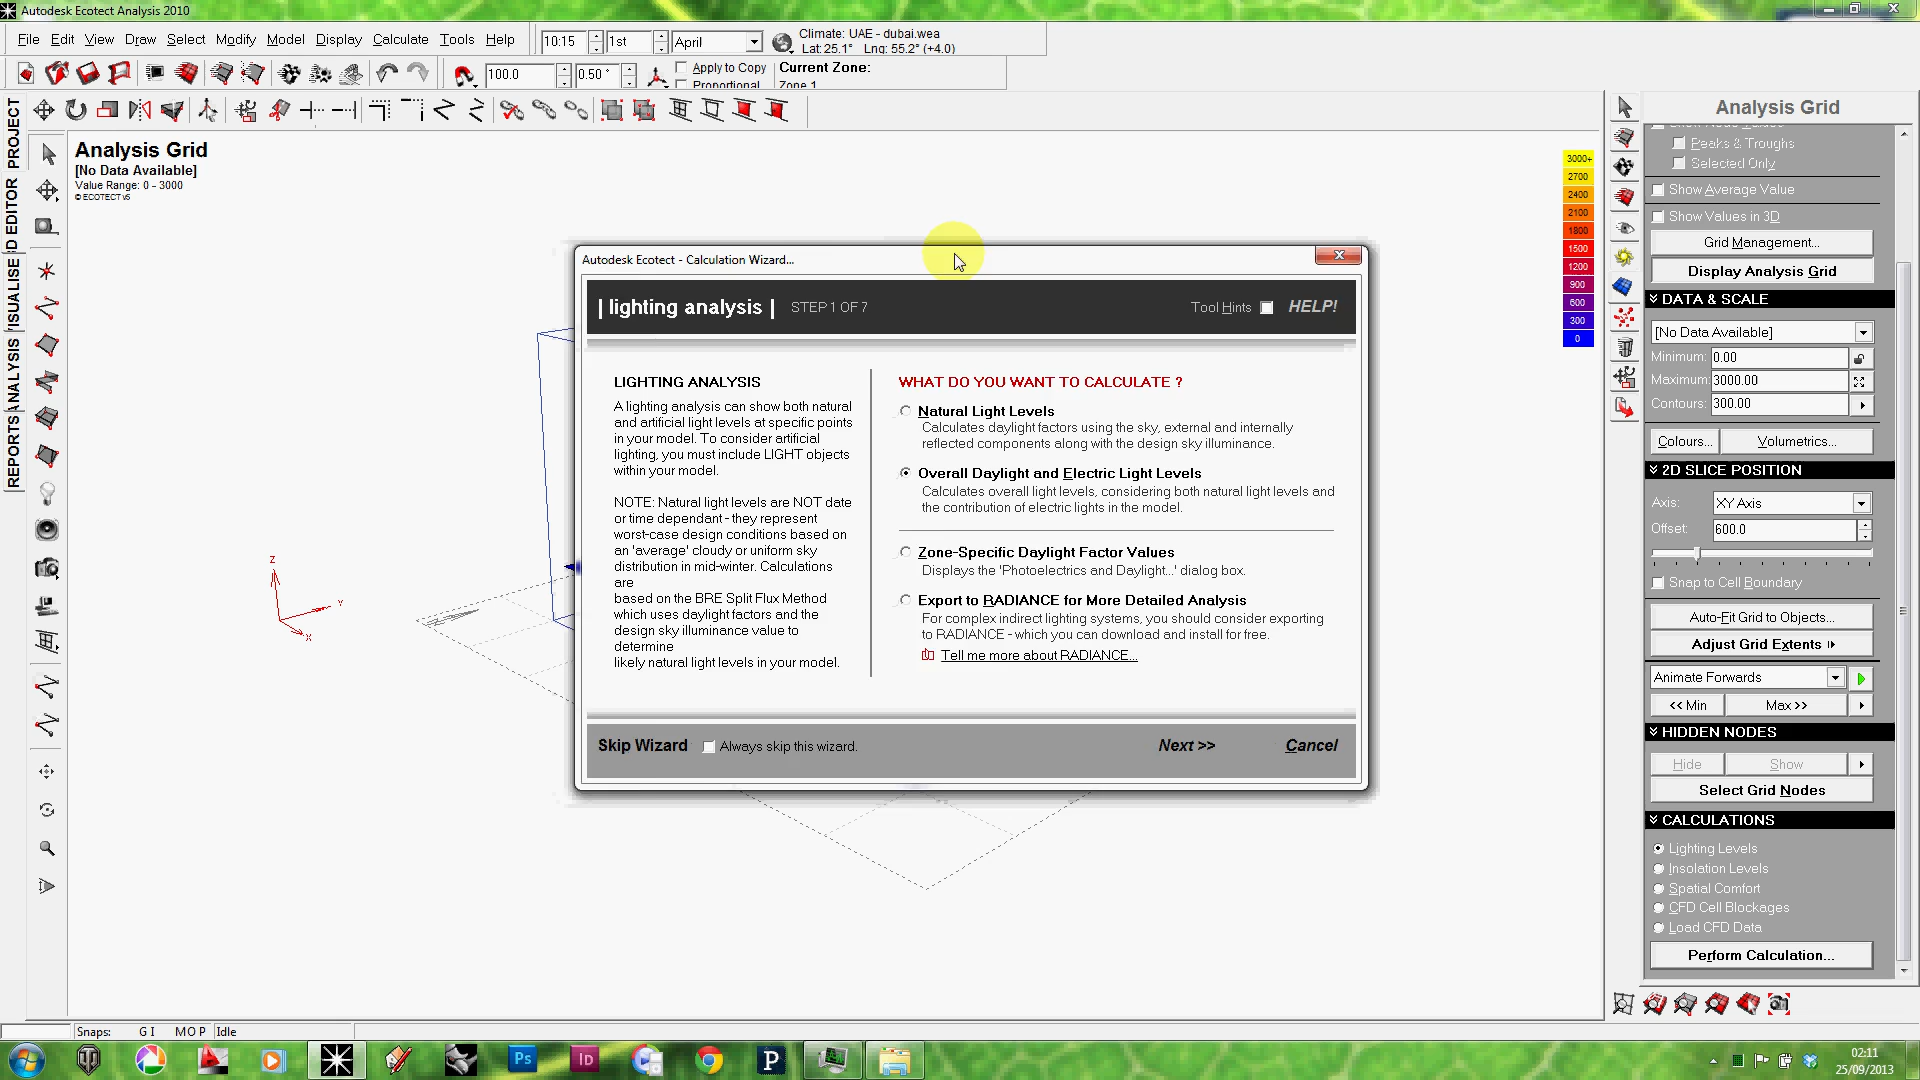 Autodesk Ecotect Analysis 2010
File Edit View Draw Select Modify Model Display Calculate Tools Help
10:15 1st April
Climate: UAE - dubai.wea
Lat: 25.1° Lng: 55.2° (+4.0)
100.0 0.50 °
Apply to Copy
Proportional
Current Zone:
Zone 1
PROJECT
3D EDITOR
VISUALISE
ANALYSIS
REPORTS
Analysis Grid
[No Data Available]
Value Range: 0 - 3000
© ECOTECT v5
3000+
2700
2400
2100
1800
1500
1200
900
600
300
0
Z
Y
X
Autodesk Ecotect - Calculation Wizard...
| lighting analysis | STEP 1 OF 7
Tool Hints HELP!
LIGHTING ANALYSIS
A lighting analysis can show both natural
and artificial light levels at specific points
in your model. To consider artificial
lighting, you must include LIGHT objects
within your model.
NOTE: Natural light levels are NOT date
or time dependant - they represent
worst-case design conditions based on
an 'average' cloudy or uniform sky
distribution in mid-winter. Calculations
are
based on the BRE Split Flux Method
which uses daylight factors and the
design sky illuminance value to
determine
likely natural light levels in your model.
WHAT DO YOU WANT TO CALCULATE ?
Natural Light Levels
Calculates daylight factors using the sky, external and internally
reflected components along with the design sky illuminance.
Overall Daylight and Electric Light Levels
Calculates overall light levels, considering both natural light levels and
the contribution of electric lights in the model.
Zone-Specific Daylight Factor Values
Displays the 'Photoelectrics and Daylight...' dialog box.
Export to RADIANCE for More Detailed Analysis
For complex indirect lighting systems, you should consider exporting
to RADIANCE - which you can download and install for free.
Tell me more about RADIANCE...
Skip Wizard Always skip this wizard.
Next >> Cancel
Analysis Grid
Show Node Values
Peaks & Troughs
Selected Only
Show Average Value
Show Values in 3D
Grid Management...
Display Analysis Grid
DATA & SCALE
[No Data Available]
Minimum: 0.00
Maximum: 3000.00
Contours: 300.00
Colours... Volumetrics...
2D SLICE POSITION
Axis: XY Axis
Offset: 600.0
Snap to Cell Boundary
Auto-Fit Grid to Objects...
Adjust Grid Extents
Animate Forwards
<< Min Max >>
HIDDEN NODES
Hide Show
Select Grid Nodes
CALCULATIONS
Lighting Levels
Insolation Levels
Spatial Comfort
CFD Cell Blockages
Load CFD Data
Perform Calculation...
Snaps: G I M O P Idle
Ps
Id
P
02:11
25/09/2013